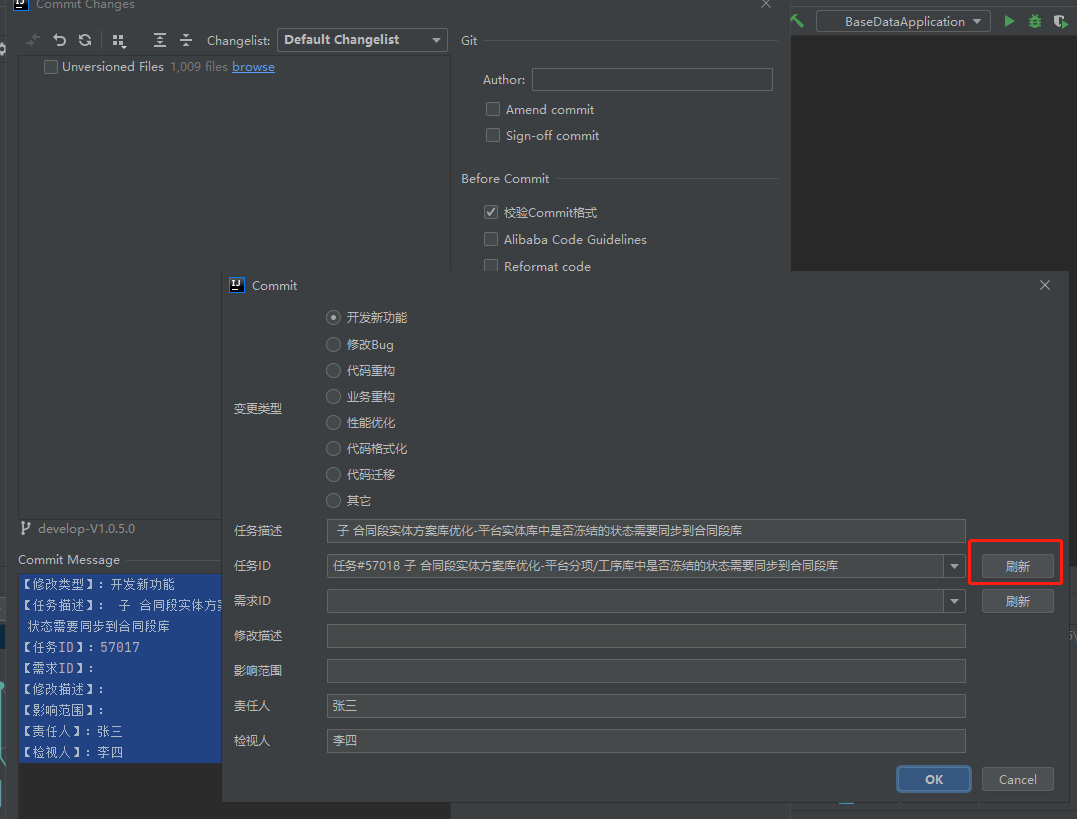 Commit Changes
Changelist: Default Changelist
Unversioned Files 1,009 files browse
Git
Author:
Amend commit
Sign-off commit
Before Commit
校验Commit格式
Alibaba Code Guidelines
Reformat code
BaseDataApplication
develop-V1.0.5.0
Commit Message
【修改类型】: 开发新功能
【任务描述】: 子 合同段实体方案
状态需要同步到合同段库
【任务ID】: 57017
【需求ID】:
【修改描述】:
【影响范围】:
【责任人】: 张三
【检视人】: 李四
Commit
变更类型
开发新功能
修改Bug
代码重构
业务重构
性能优化
代码格式化
代码迁移
其它
任务描述 子 合同段实体方案库优化-平台实体库中是否冻结的状态需要同步到合同段库
任务ID 任务#57018 子 合同段实体方案库优化-平台分项/工序库中是否冻结的状态需要同步到合同段库 刷新
需求ID 刷新
修改描述
影响范围
责任人 张三
检视人 李四
OK Cancel